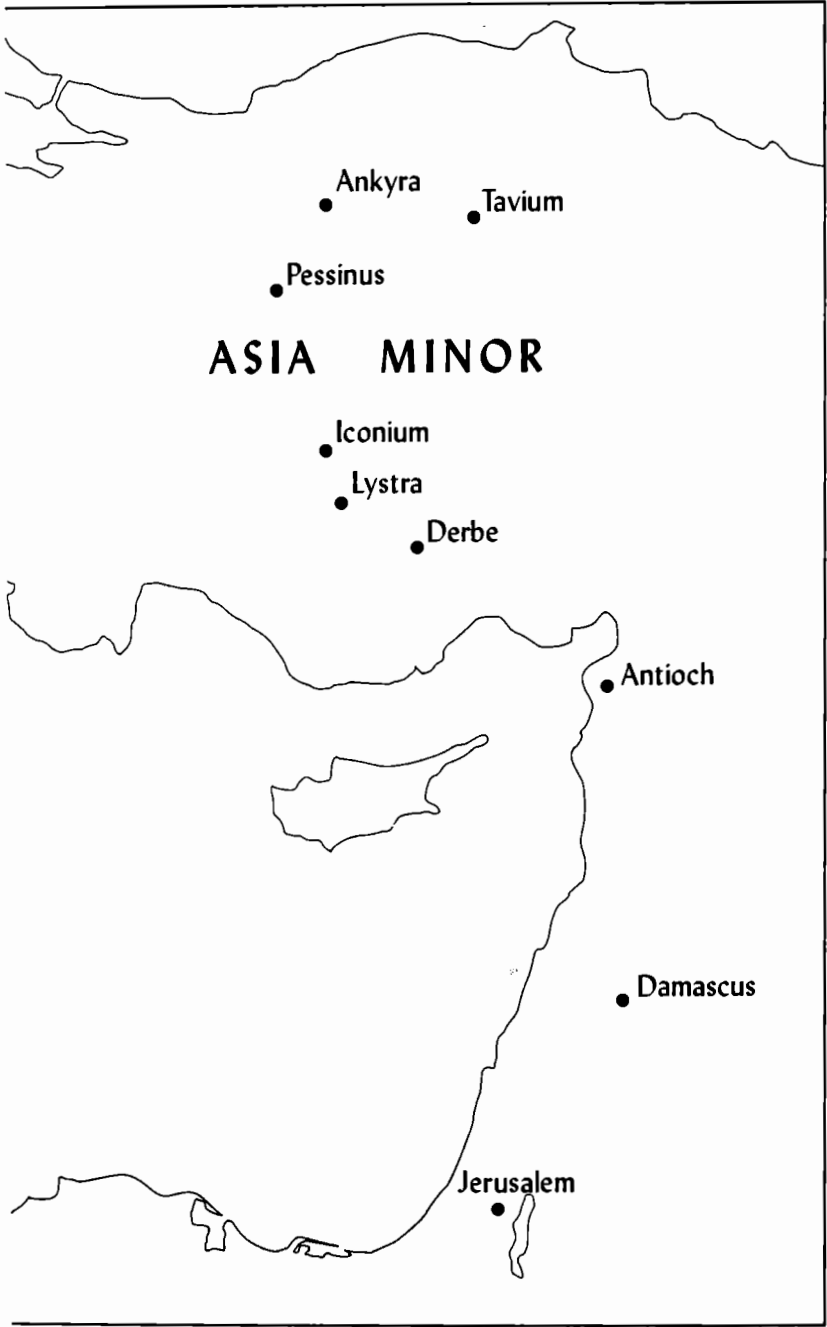 Ankyra
Tavium
Pessinus
ASIA MINOR
Iconium
Lystra
Derbe
Antioch
Damascus
Jerusalem